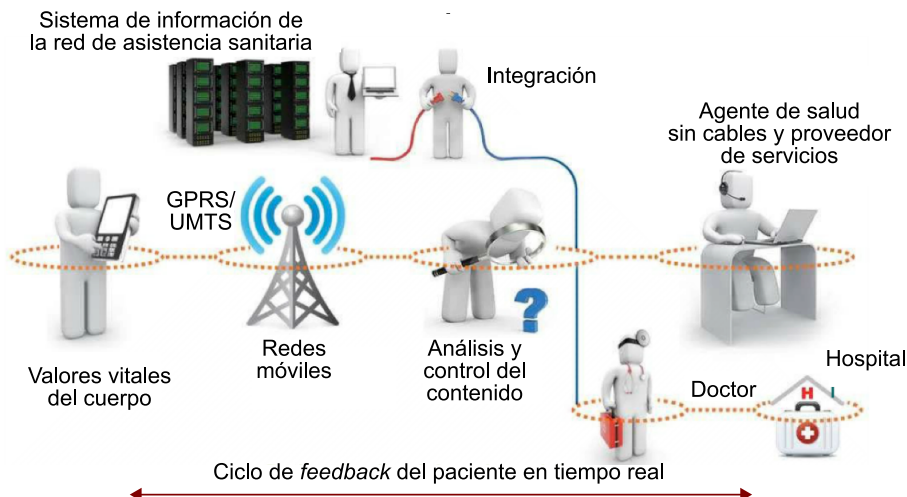 Sistema de información de
la red de asistencia sanitaria
Integración
Agente de salud
sin cables y proveedor
de servicios
GPRS/
UMTS
Valores vitales
del cuerpo
Redes
móviles
Análisis y
control del
contenido
?
Doctor
Hospital
H
Ciclo de feedback del paciente en tiempo real